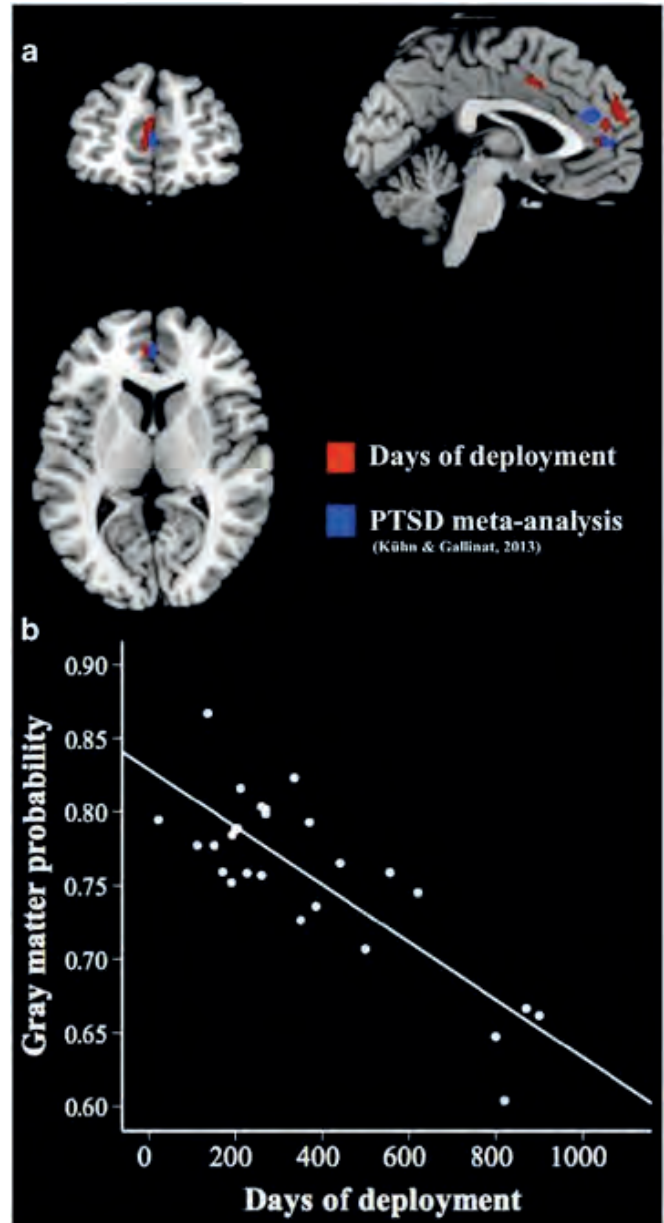 a
Days of deployment
PTSD meta-analysis
(Kühn & Gallinat, 2013)
b
0.90
0.85
0.80
0.75
0.70
0.65
0.60
Gray matter probability
0 200 400 600 800 1000
Days of deployment